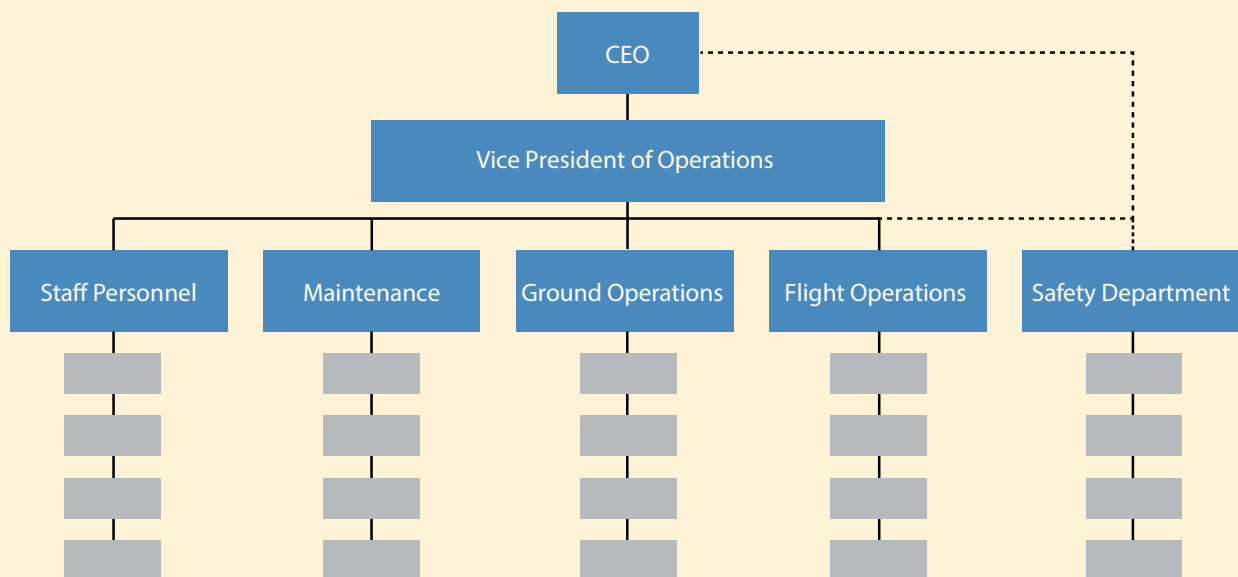 CEO
Vice President of Operations
Staff Personnel
Maintenance
Ground Operations
Flight Operations
Safety Department